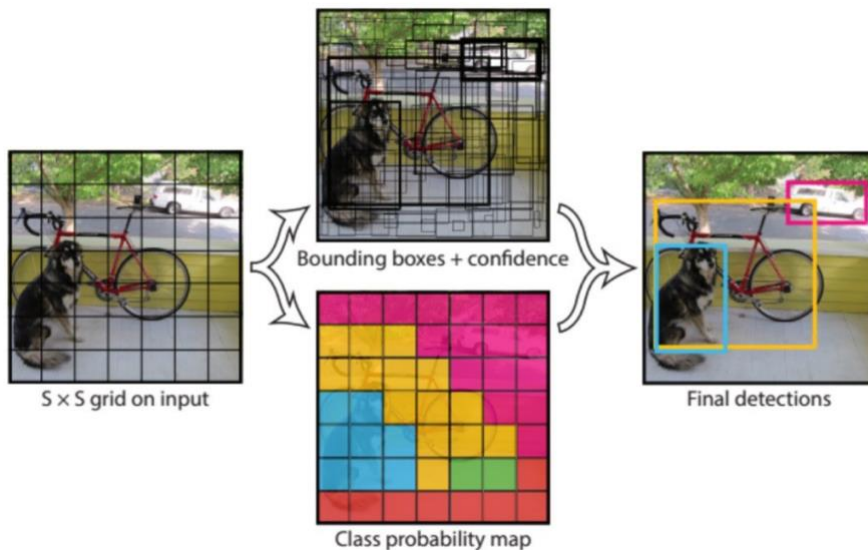 Bounding boxes + confidence
S × S grid on input
Final detections
Class probability map